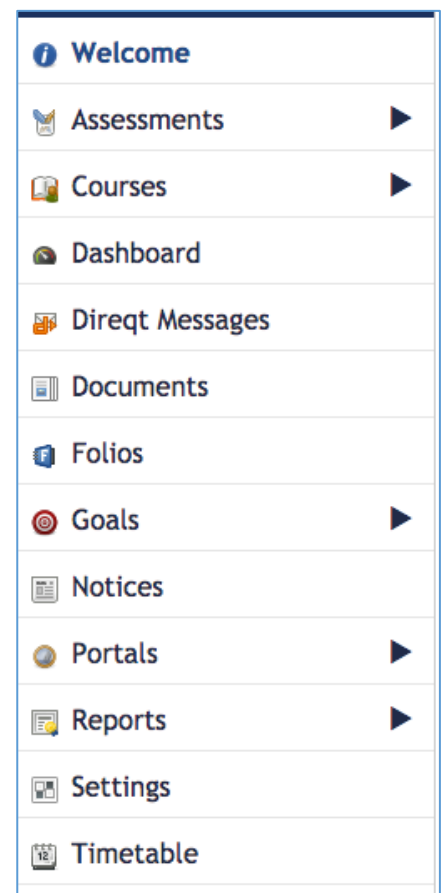 Welcome
Assessments
Courses
Dashboard
Direqt Messages
Documents
Folios
Goals
Notices
Portals
Reports
Settings
Timetable